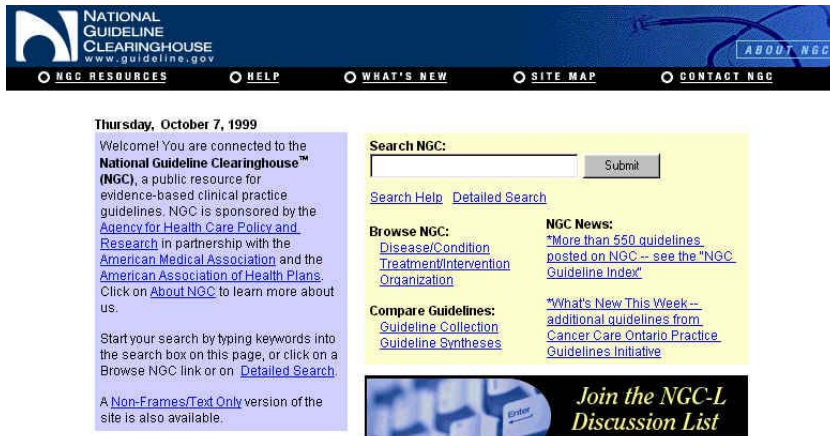 NATIONAL
GUIDELINE
CLEARINGHOUSE
www.guideline.gov
ABOUT NGC
NGC RESOURCES
HELP
WHAT'S NEW
SITE MAP
CONTACT NGC
Thursday, October 7, 1999
Welcome! You are connected to the
National Guideline Clearinghouse™
(NGC), a public resource for
evidence-based clinical practice
guidelines. NGC is sponsored by the
Agency for Health Care Policy and
Research in partnership with the
American Medical Association and the
American Association of Health Plans.
Click on About NGC to learn more about
us.
Start your search by typing keywords into
the search box on this page, or click on a
Browse NGC link or on Detailed Search.
A Non-Frames/Text Only version of the
site is also available.
Search NGC:
Submit
Search Help Detailed Search
Browse NGC:
Disease/Condition
Treatment/Intervention
Organization
Compare Guidelines:
Guideline Collection
Guideline Syntheses
NGC News:
*More than 550 guidelines
posted on NGC -- see the "NGC
Guideline Index"
*What's New This Week --
additional guidelines from
Cancer Care Ontario Practice
Guidelines Initiative
Enter
Join the NGC-L
Discussion List